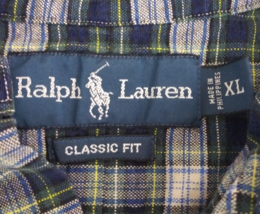 Ralph Lauren
XL
MADE IN
PHILIPPINES
CLASSIC FIT